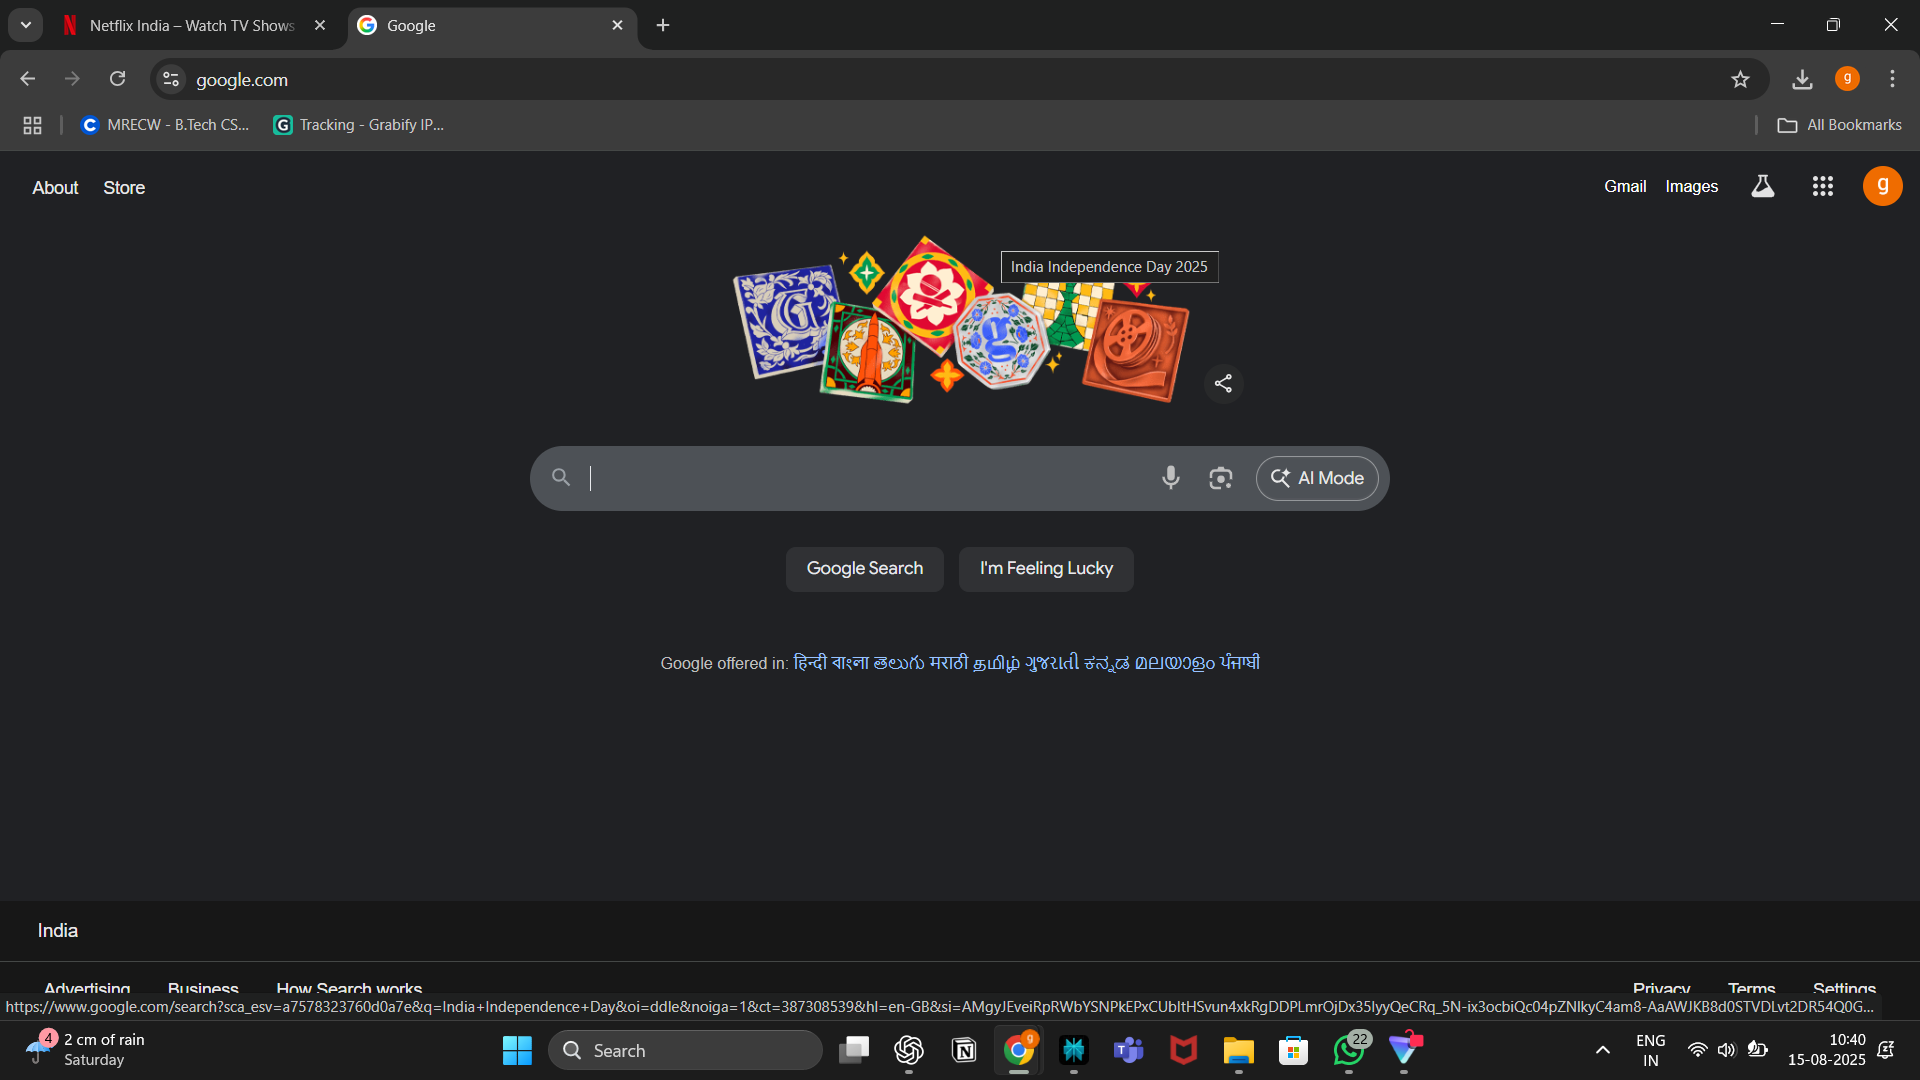 Netflix India – Watch TV Shows
Google
google.com
MRECW - B.Tech CS...
Tracking - Grabify IP...
All Bookmarks
About Store
Gmail Images
India Independence Day 2025
AI Mode
Google Search I'm Feeling Lucky
Google offered in: हिन्दी বাংলা తెలుగు मराठी தமிழ் ગુજરાતી ಕನ್ನಡ മലയാളം ਪੰਜਾਬੀ
India
Advertising Business How Search works
Privacy Terms Settings
https://www.google.com/search?sca_esv=a7578323760d0a7e&q=India+Independence+Day&oi=ddle&noiga=1&ct=387308539&hl=en-GB&si=
4 2 cm of rain
Saturday
Search
22
ENG
IN
10:40
15-08-2025